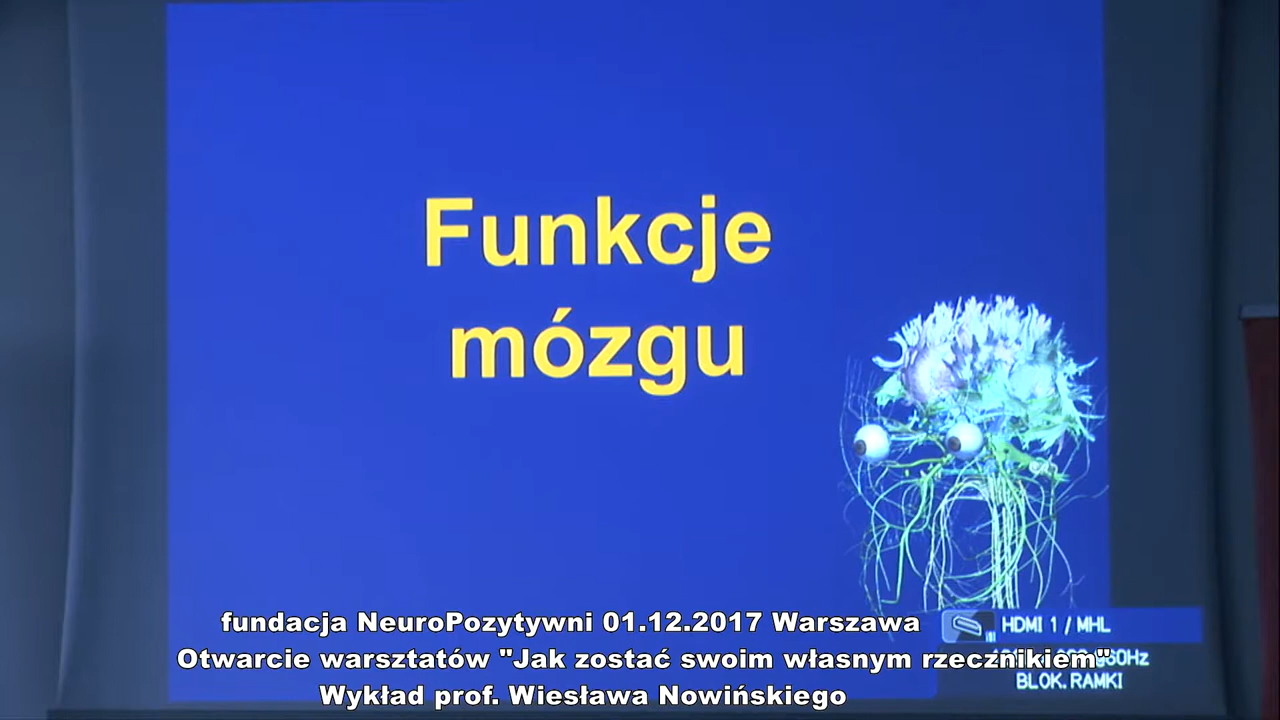 Funkcje
mózgu
fundacja NeuroPozytywni 01.12.2017 Warszawa
HDMI 1 / MHL
Otwarcie warsztatów "Jak zostać swoim własnym rzecznikiem"
BLOK. RAMKI
Wykład prof. Wiesława Nowińskiego